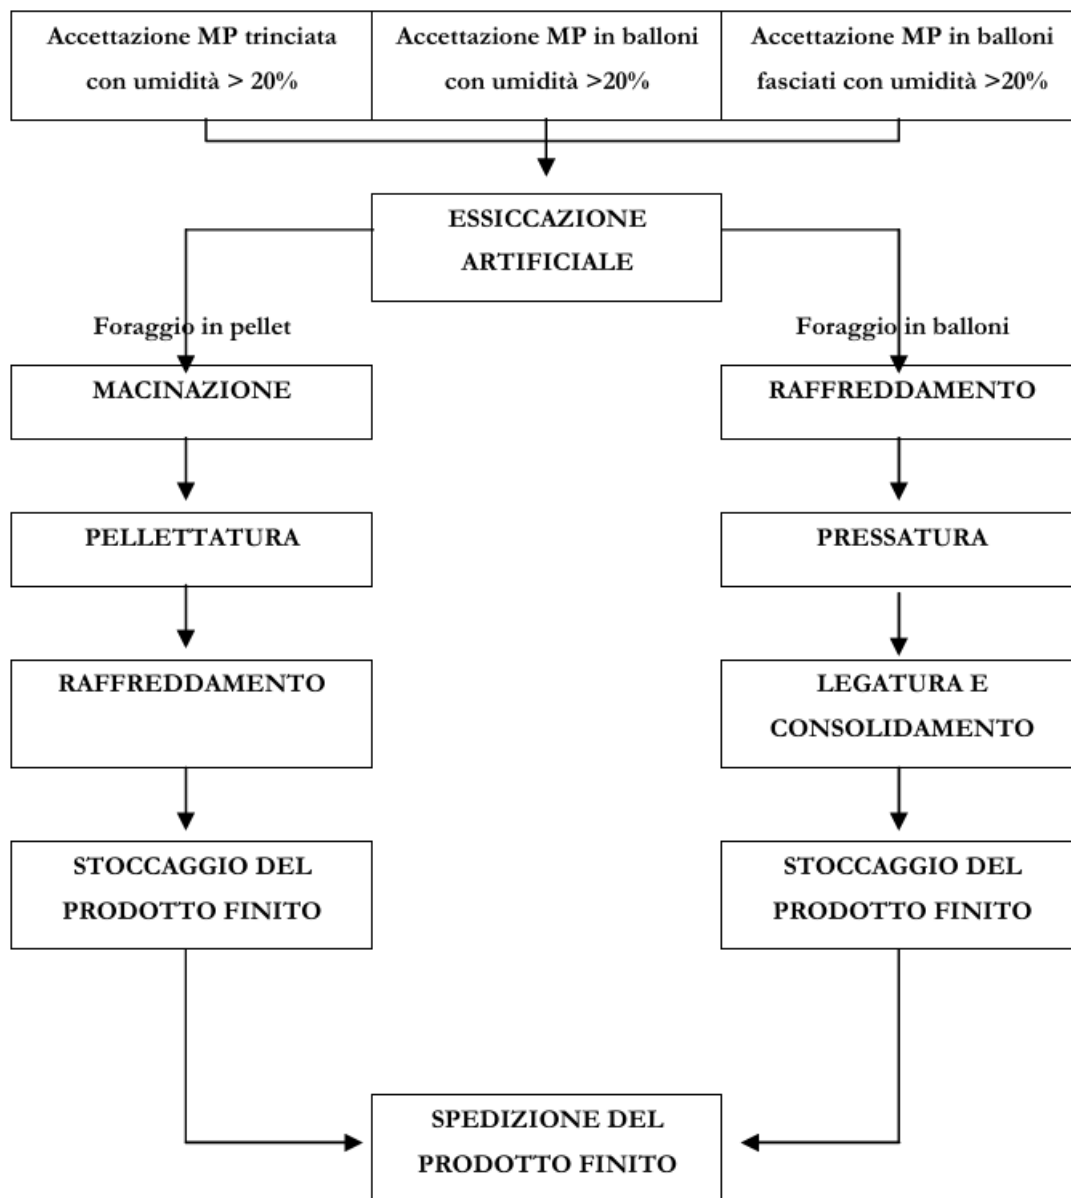 Accettazione MP trinciata
con umidità > 20%
Accettazione MP in balloni
con umidità >20%
Accettazione MP in balloni
fasciati con umidità >20%
ESSICCAZIONE
ARTIFICIALE
Foraggio in pellet
Foraggio in balloni
MACINAZIONE
RAFFREDDAMENTO
PELLETTATURA
PRESSATURA
RAFFREDDAMENTO
LEGATURA E
CONSOLIDAMENTO
STOCCAGGIO DEL
PRODOTTO FINITO
STOCCAGGIO DEL
PRODOTTO FINITO
SPEDIZIONE DEL
PRODOTTO FINITO